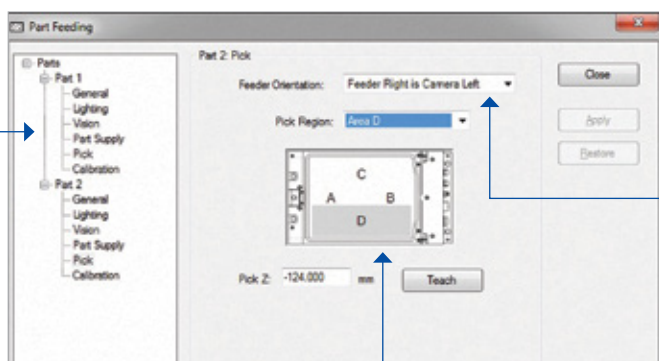 Part Feeding
Parts
Part 1
General
Lighting
Vision
Part Supply
Pick
Calibration
Part 2
General
Lighting
Vision
Part Supply
Pick
Calibration
Part 2: Pick
Feeder Orientation: Feeder Right is Camera Left
Pick Region: Area D
C
A B
D
Pick Z: -124.000 mm Teach
Close
Apply
Restore